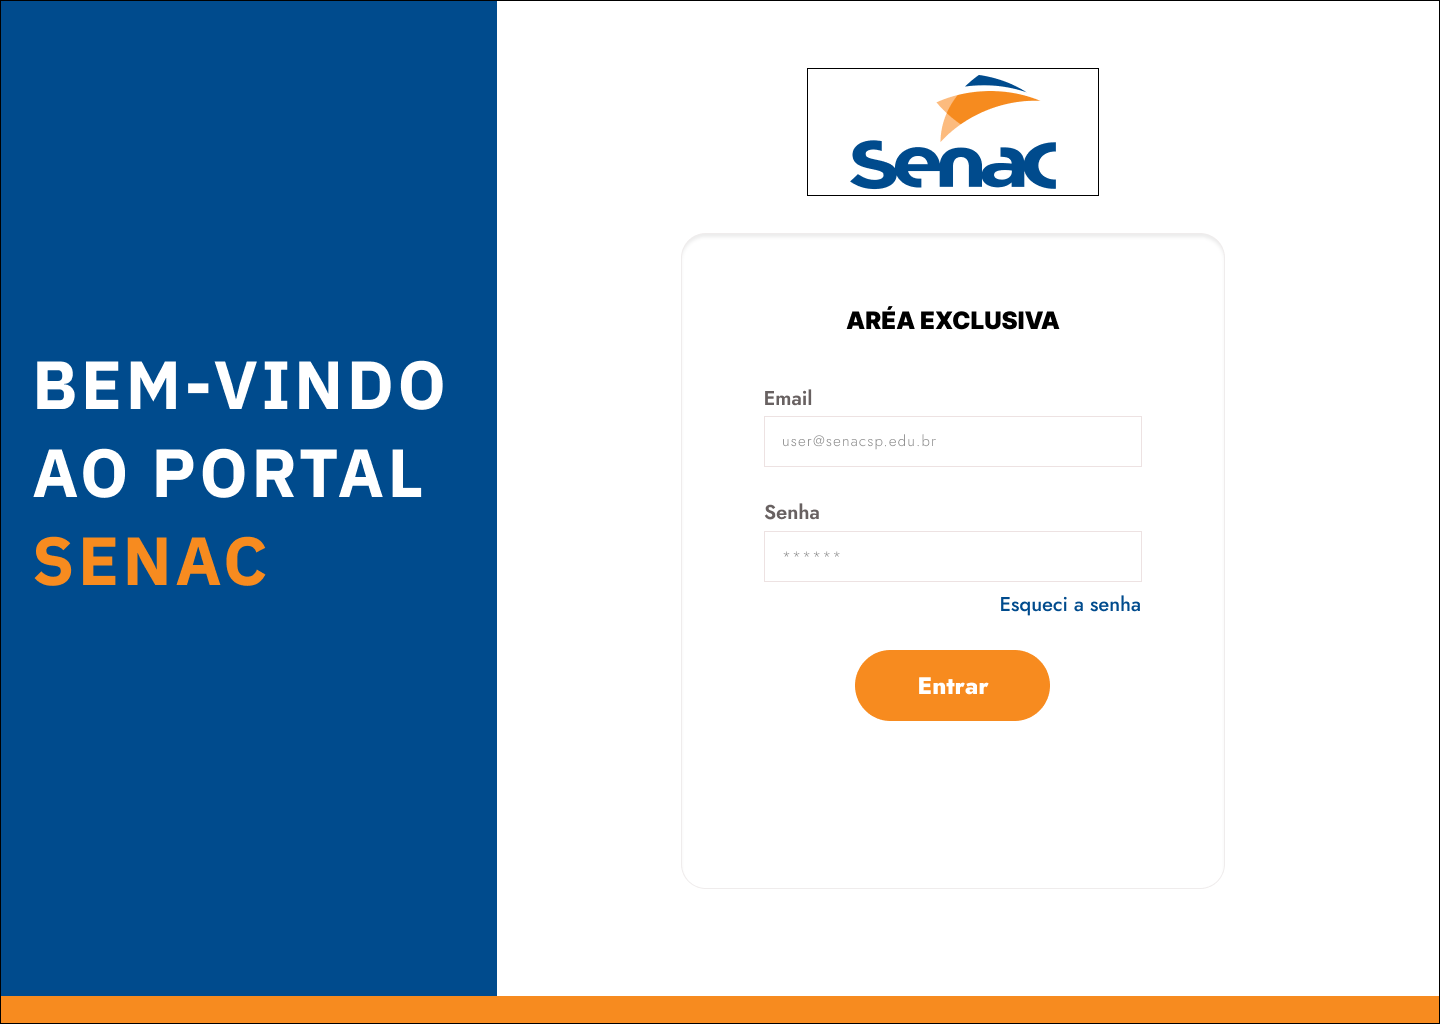 BEM-VINDO
AO PORTAL
SENAC
Senac
ARÉA EXCLUSIVA
Email
user@senacsp.edu.br
Senha
******
Esqueci a senha
Entrar